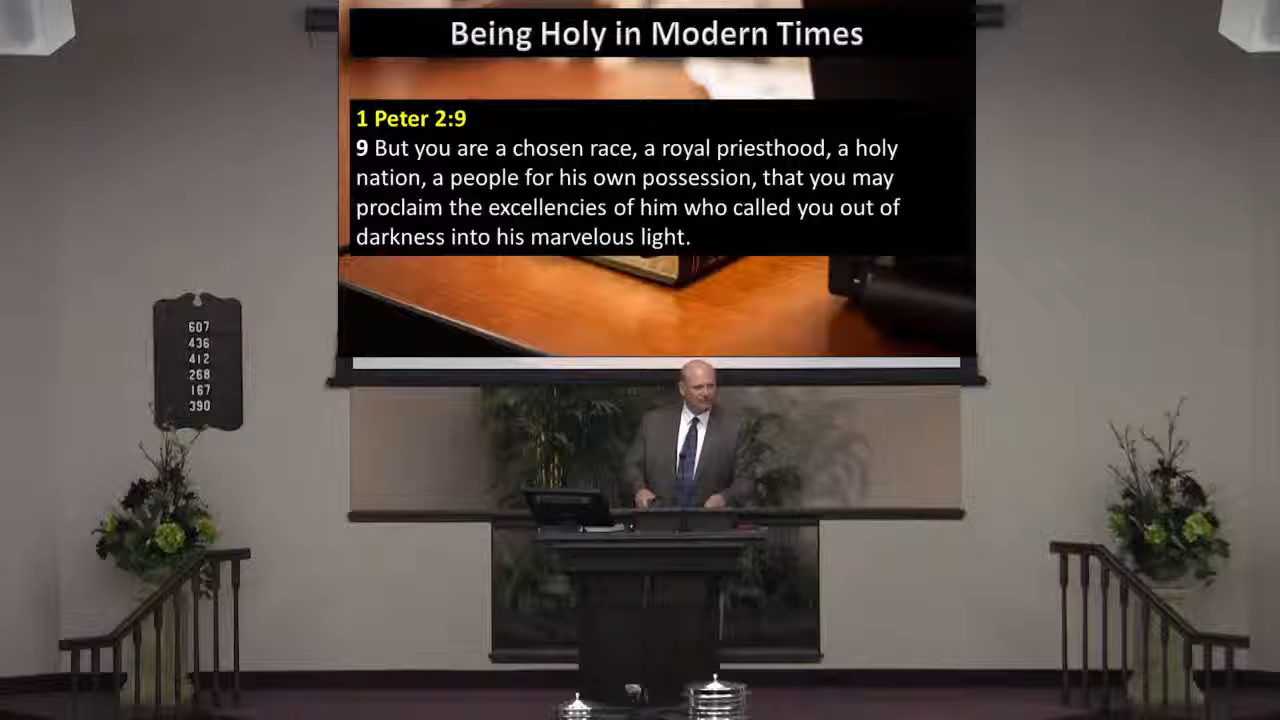 Being Holy in Modern Times
1 Peter 2:9
9 But you are a chosen race, a royal priesthood, a holy
nation, a people for his own possession, that you may
proclaim the excellencies of him who called you out of
darkness into his marvelous light.
607
436
412
268
167
390